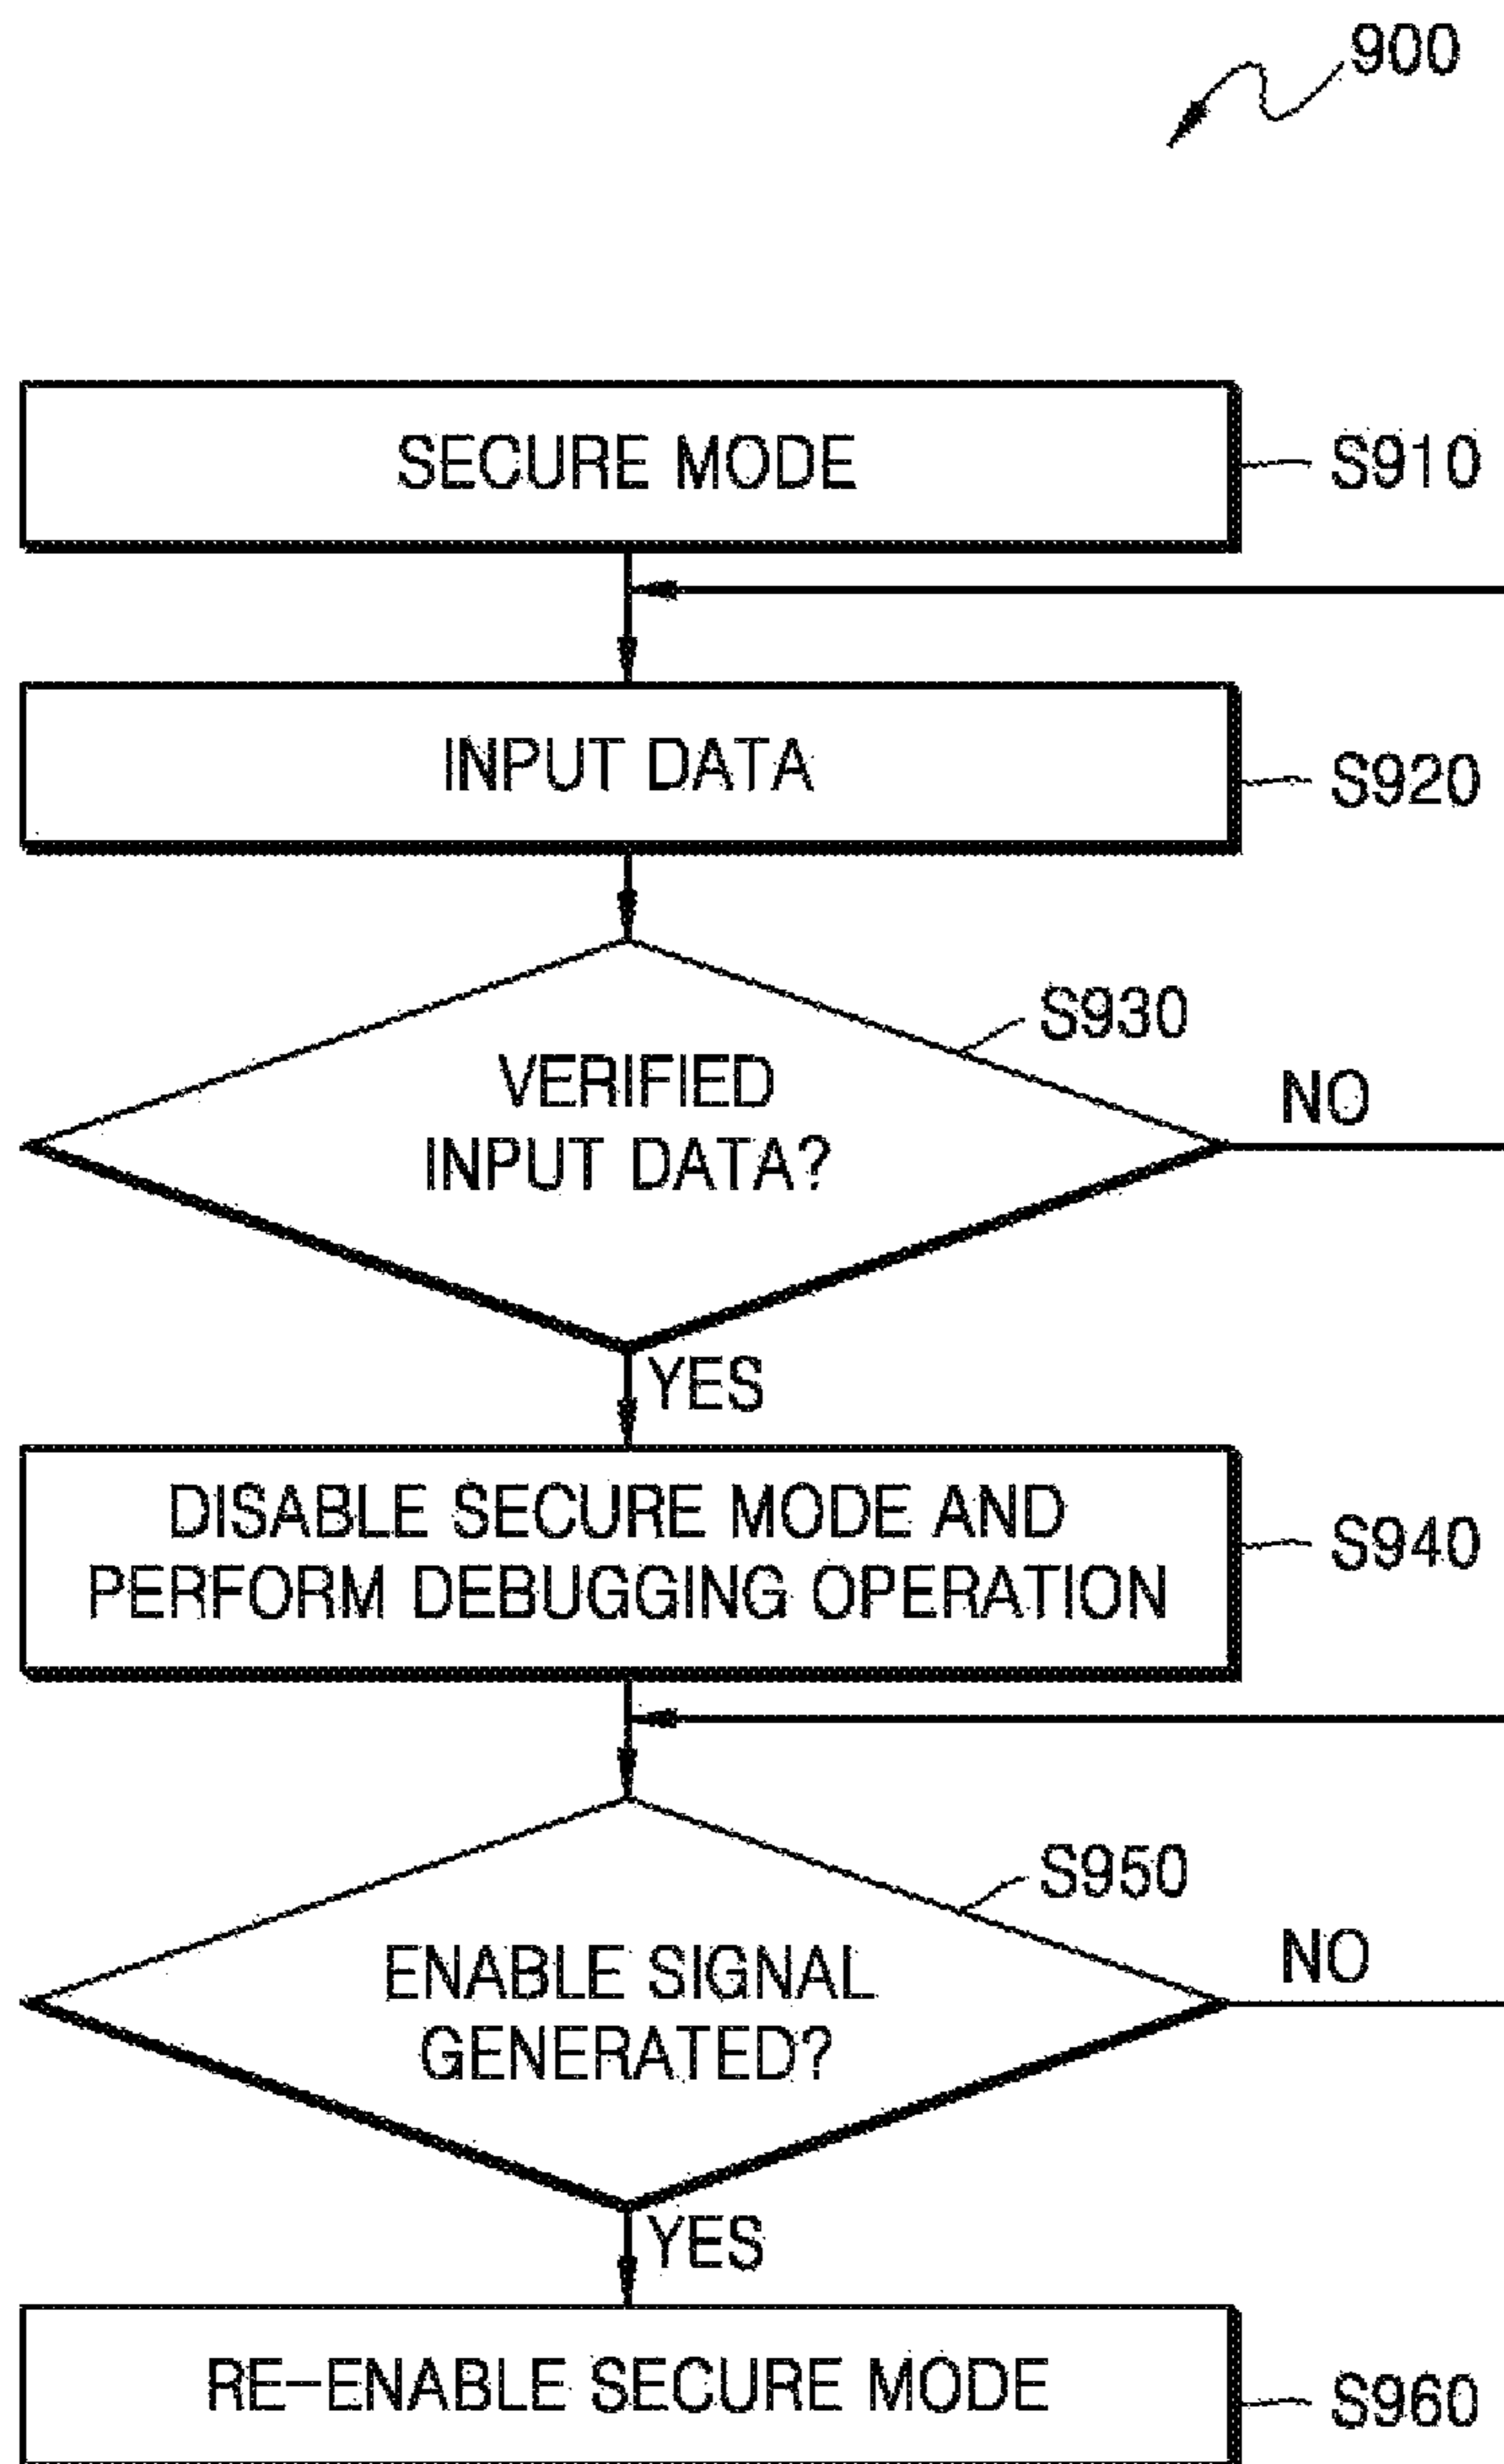 900
SECURE MODE
S910
INPUT DATA
S920
S930
VERIFIED
INPUT DATA?
NO
YES
DISABLE SECURE MODE AND
PERFORM DEBUGGING OPERATION
S940
S950
ENABLE SIGNAL
GENERATED?
NO
YES
RE-ENABLE SECURE MODE
S960